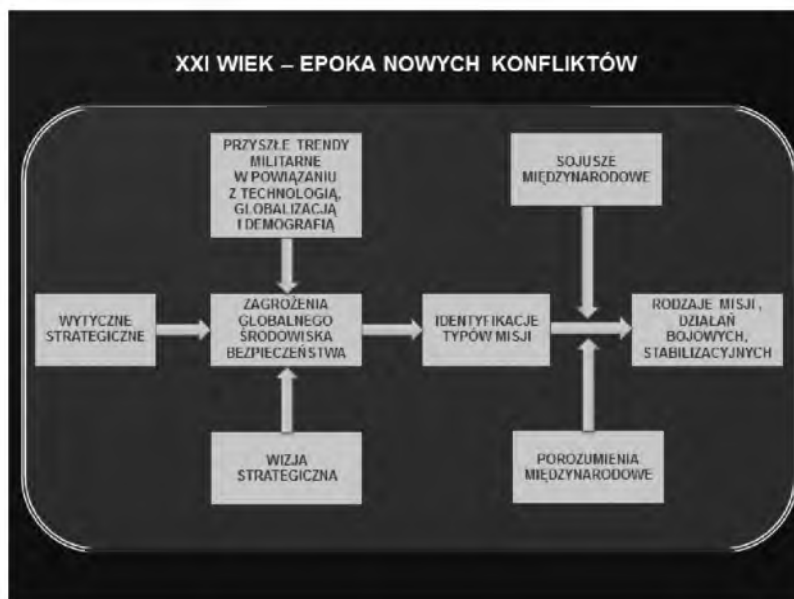 XXI WIEK – EPOKA NOWYCH KONFLIKTÓW
PRZYSZŁE TRENDY
MILITARNE
W POWIĄZANIU
Z TECHNOLOGIĄ,
GLOBALIZACJĄ
I DEMOGRAFIĄ
SOJUSZE
MIĘDZYNARODOWE
WYTYCZNE
STRATEGICZNE
ZAGROŻENIA
GLOBALNEGO
ŚRODOWISKA
BEZPIECZEŃSTWA
IDENTYFIKACJE
TYPÓW MISJI
RODZAJE MISJI ,
DZIAŁAŃ
BOJOWYCH,
STABILIZACYJNYCH
WIZJA
STRATEGICZNA
POROZUMIENIA
MIĘDZYNARODOWE